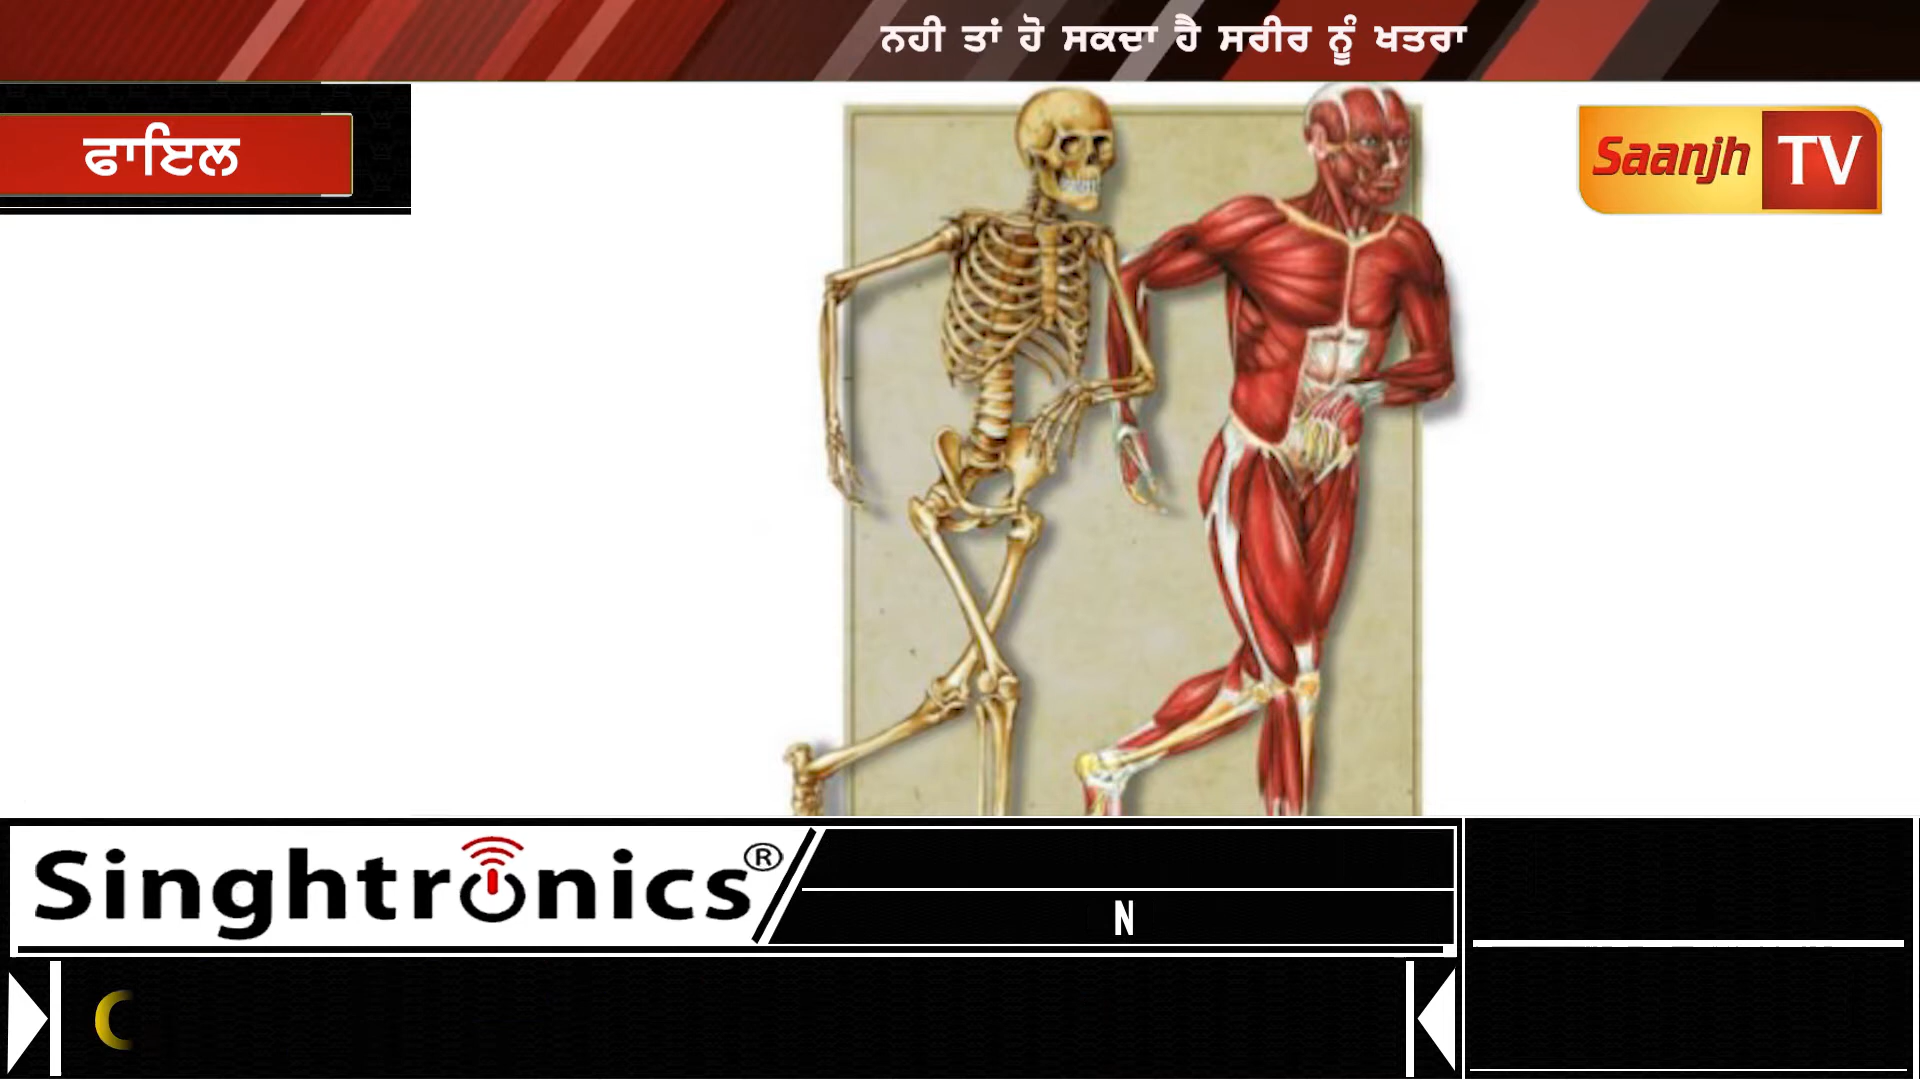 ਨਹੀ ਤਾਂ ਹੋ ਸਕਦਾ ਹੈ ਸਰੀਰ ਨੂੰ ਖਤਰਾ
ਫਾਇਲ
Saanjh TV
Singhtronics®
N
C